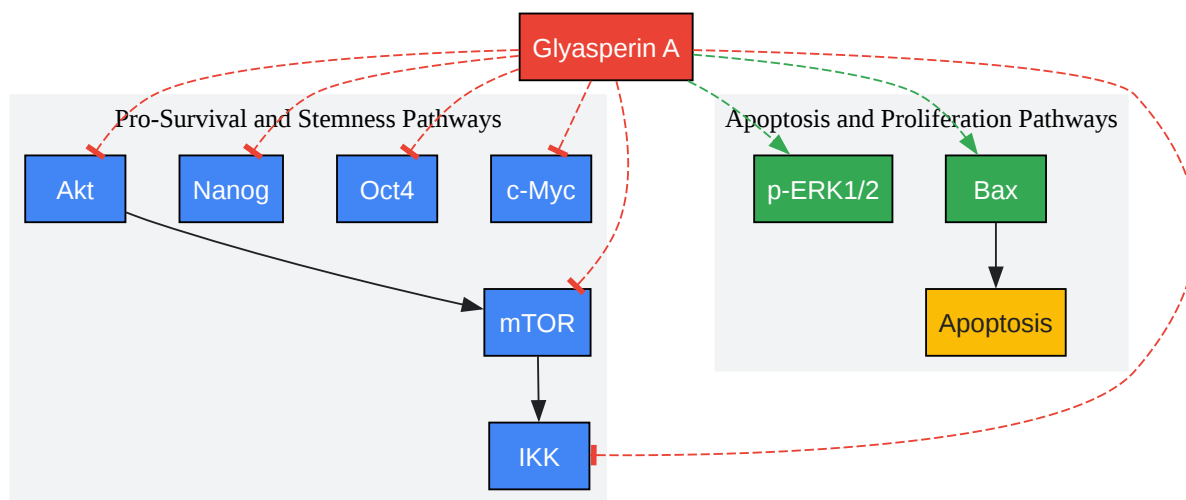 Glyasperin A
Pro-Survival and Stemness Pathways
Apoptosis and Proliferation Pathways
Akt
Nanog
Oct4
c-Myc
p-ERK1/2
Bax
mTOR
Apoptosis
IKK